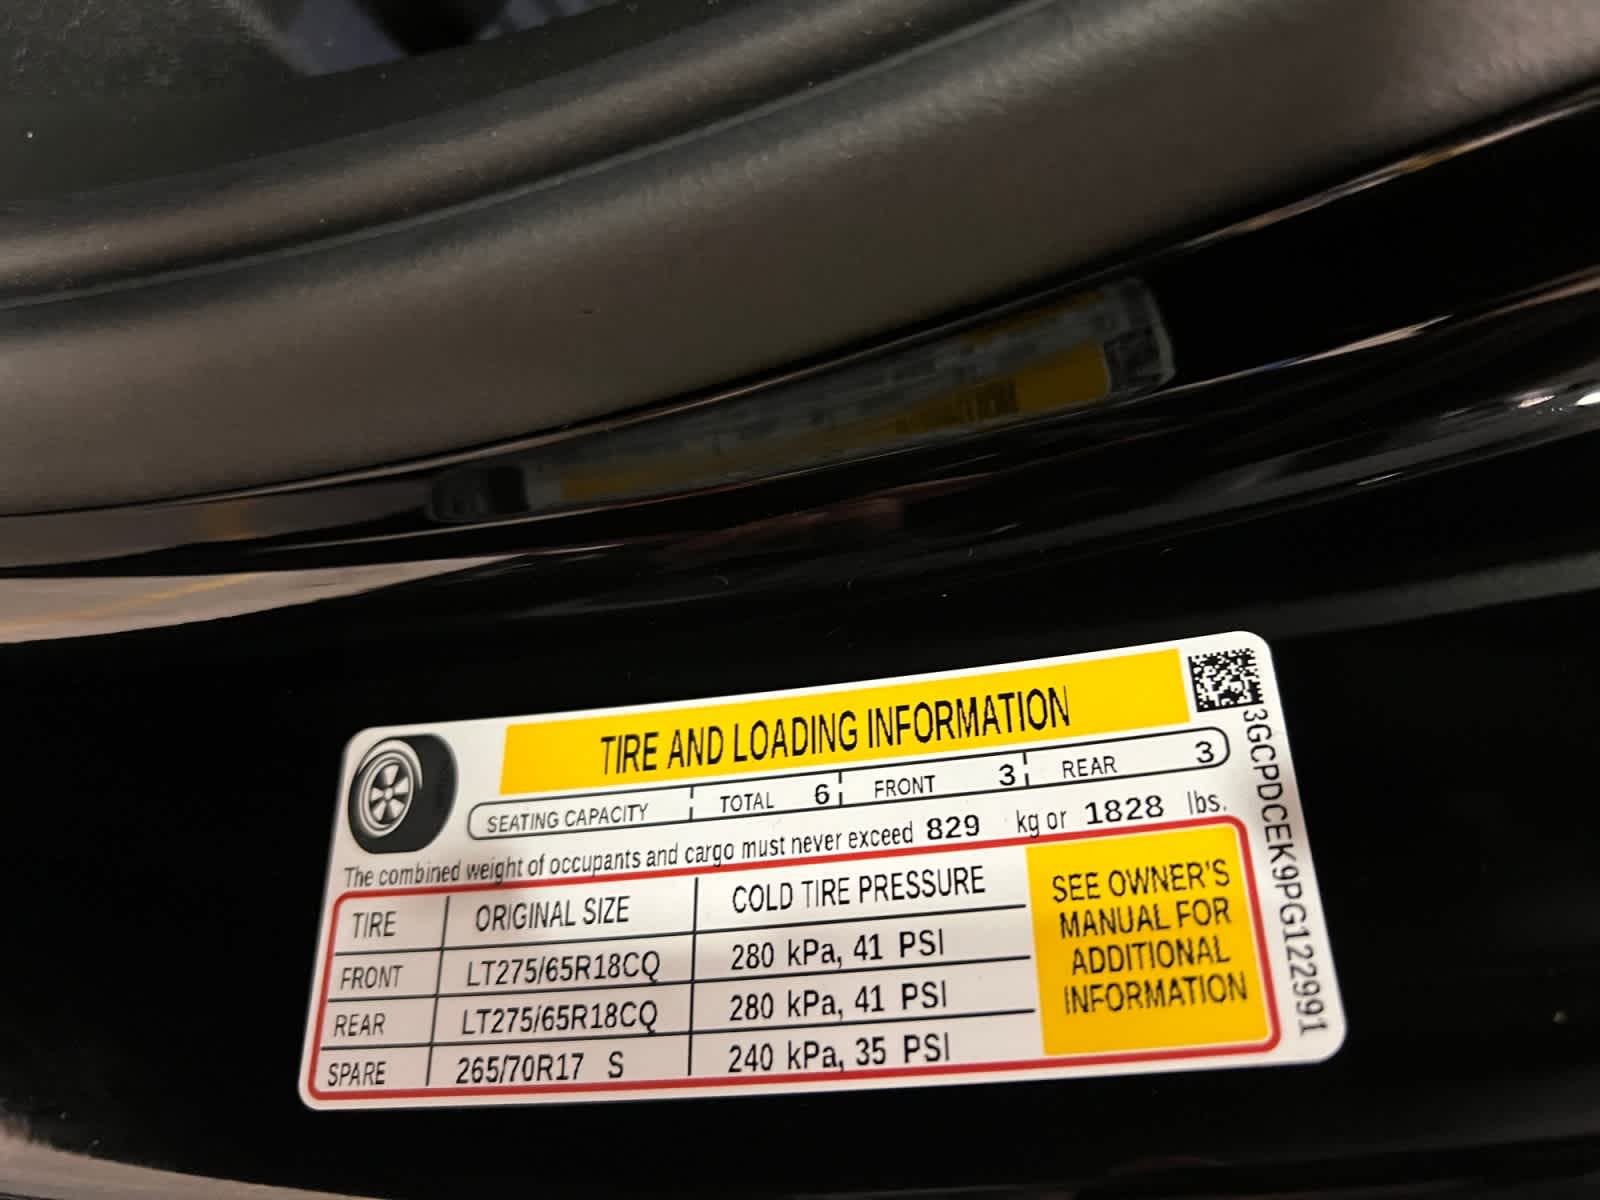 TIRE AND LOADING INFORMATION
SEATING CAPACITY TOTAL 6 FRONT 3 REAR 3
The combined weight of occupants and cargo must never exceed 829 kg or 1828 lbs.
TIRE ORIGINAL SIZE COLD TIRE PRESSURE
FRONT LT275/65R18CQ 280 kPa, 41 PSI
REAR LT275/65R18CQ 280 kPa, 41 PSI
SPARE 265/70R17 S 240 kPa, 35 PSI
SEE OWNER'S
MANUAL FOR
ADDITIONAL
INFORMATION
3GCPDCEK9PG122991